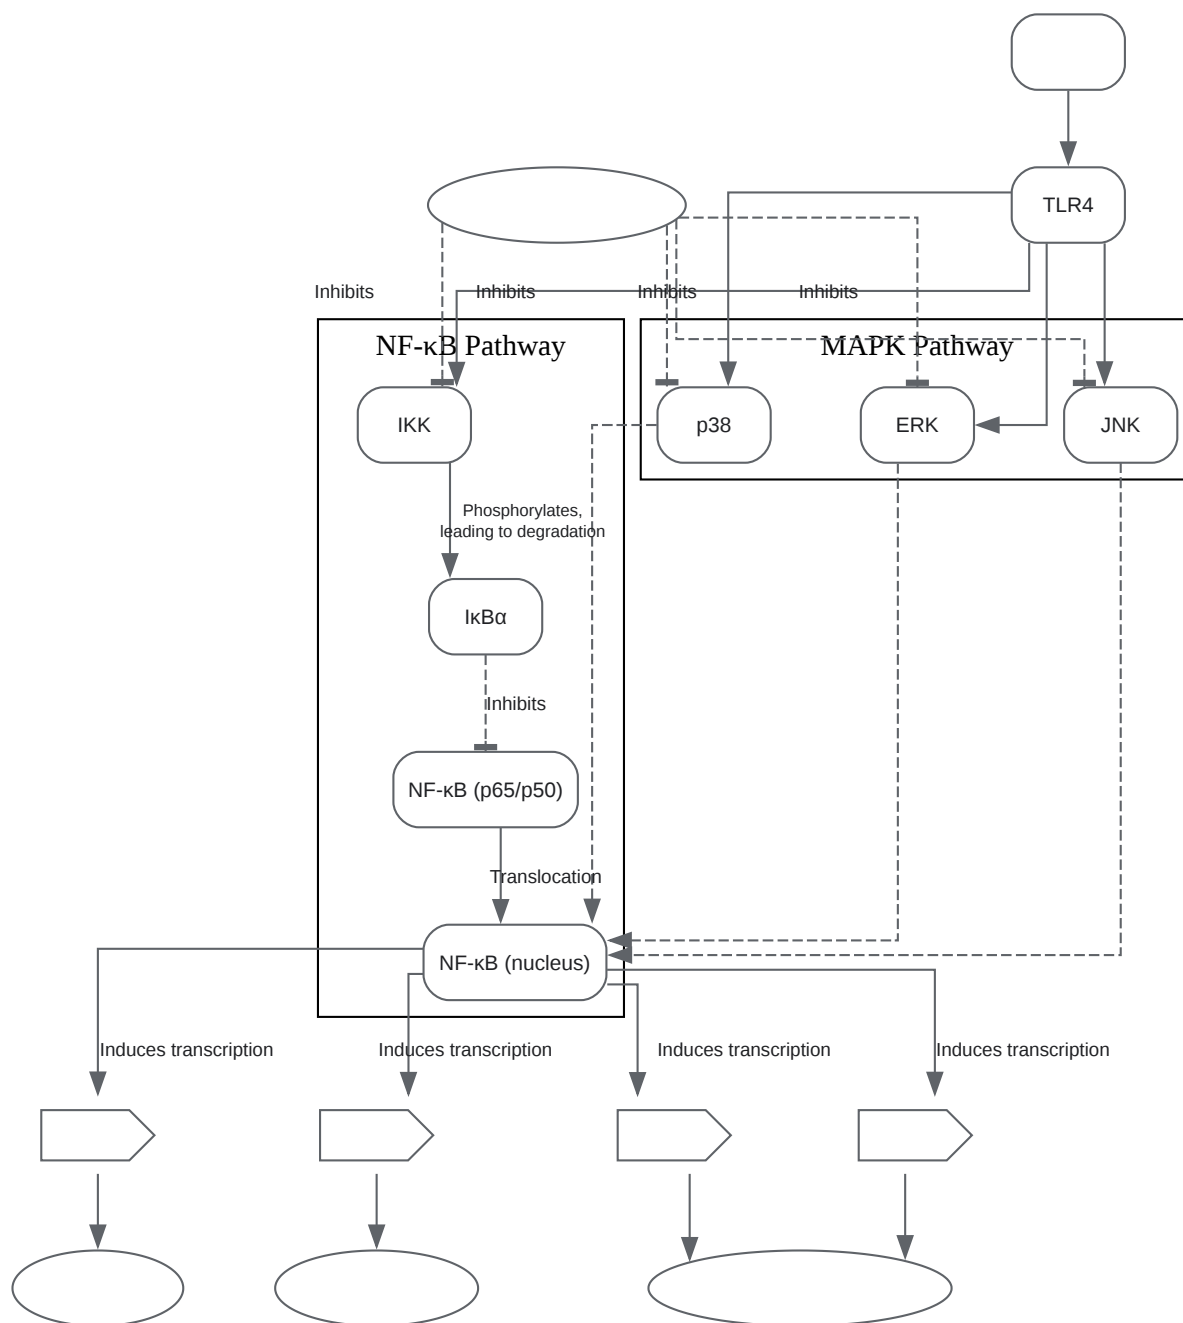 TLR4
Inhibits
Inhibits
Inhibits
Inhibits
NF-κB Pathway
MAPK Pathway
IKK
p38
ERK
JNK
Phosphorylates,
leading to degradation
IκBα
Inhibits
NF-κB (p65/p50)
Translocation
NF-κB (nucleus)
Induces transcription
Induces transcription
Induces transcription
Induces transcription